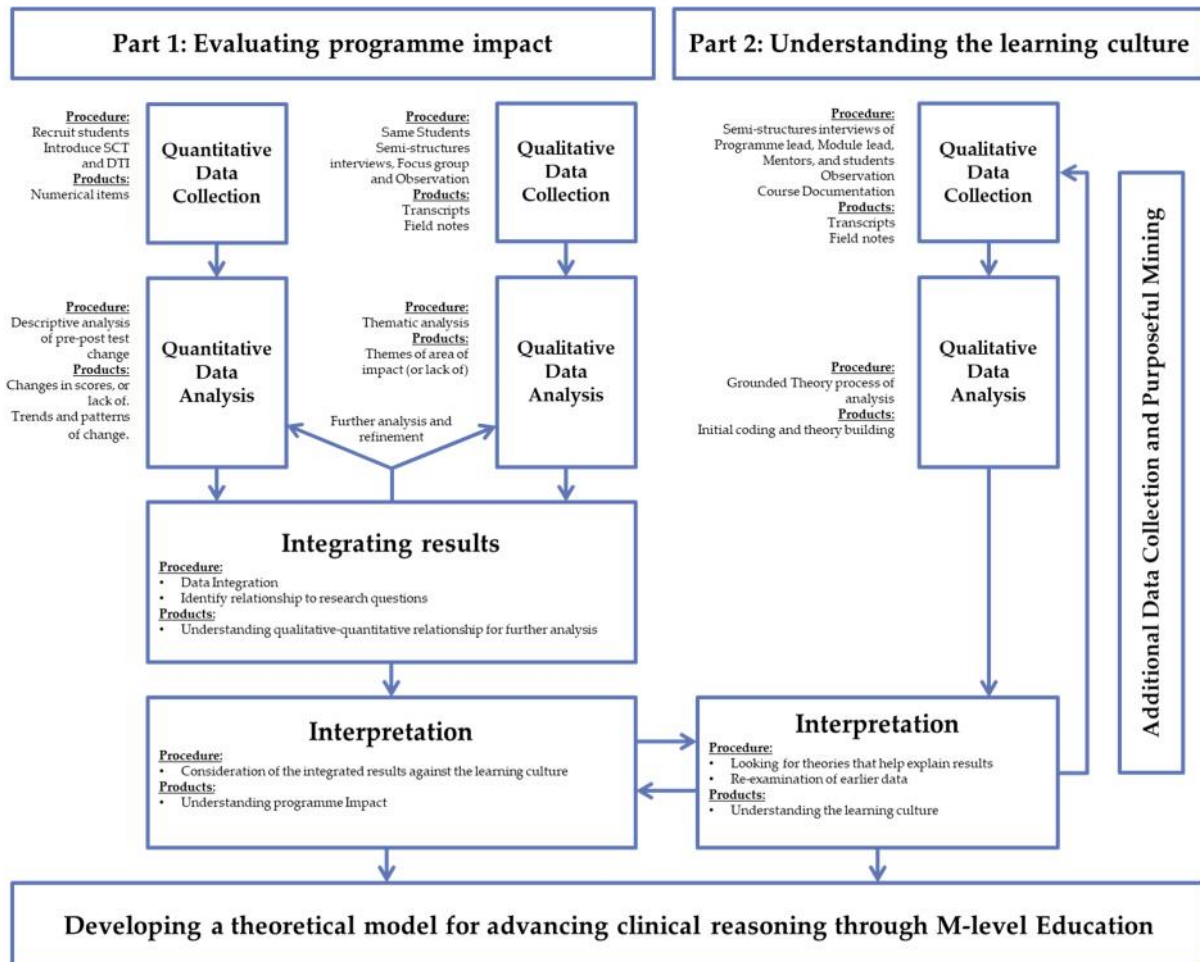 Part 1: Evaluating programme impact
Part 2: Understanding the learning culture
Procedure:
Recruit students
Introduce SCT
and DTI
Products:
Numerical items
Quantitative
Data
Collection
Procedure:
Same Students
Semi-structures
interviews, Focus group
and Observation
Products:
Transcripts
Field notes
Qualitative
Data
Collection
Procedure:
Semi-structures interviews of
Programme lead, Module lead,
Mentors, and students
Observation
Course Documentation
Products:
Transcripts
Field notes
Qualitative
Data
Collection
Additional Data Collection and Purposeful Mining
Procedure:
Descriptive analysis
of pre-post test
change
Products:
Changes in scores, or
lack of.
Trends and patterns
of change.
Quantitative
Data
Analysis
Procedure:
Thematic analysis
Products:
Themes of area of
impact (or lack of)
Qualitative
Data
Analysis
Further analysis and
refinement
Procedure:
Grounded Theory process of
analysis
Products:
Initial coding and theory building
Qualitative
Data
Analysis
Integrating results
Procedure:
• Data Integration
• Identify relationship to research questions
Products:
• Understanding qualitative-quantitative relationship for further analysis
Interpretation
Procedure:
• Consideration of the integrated results against the learning culture
Products:
• Understanding programme Impact
Interpretation
Procedure:
• Looking for theories that help explain results
• Re-examination of earlier data
Products:
• Understanding the learning culture
Developing a theoretical model for advancing clinical reasoning through M-level Education